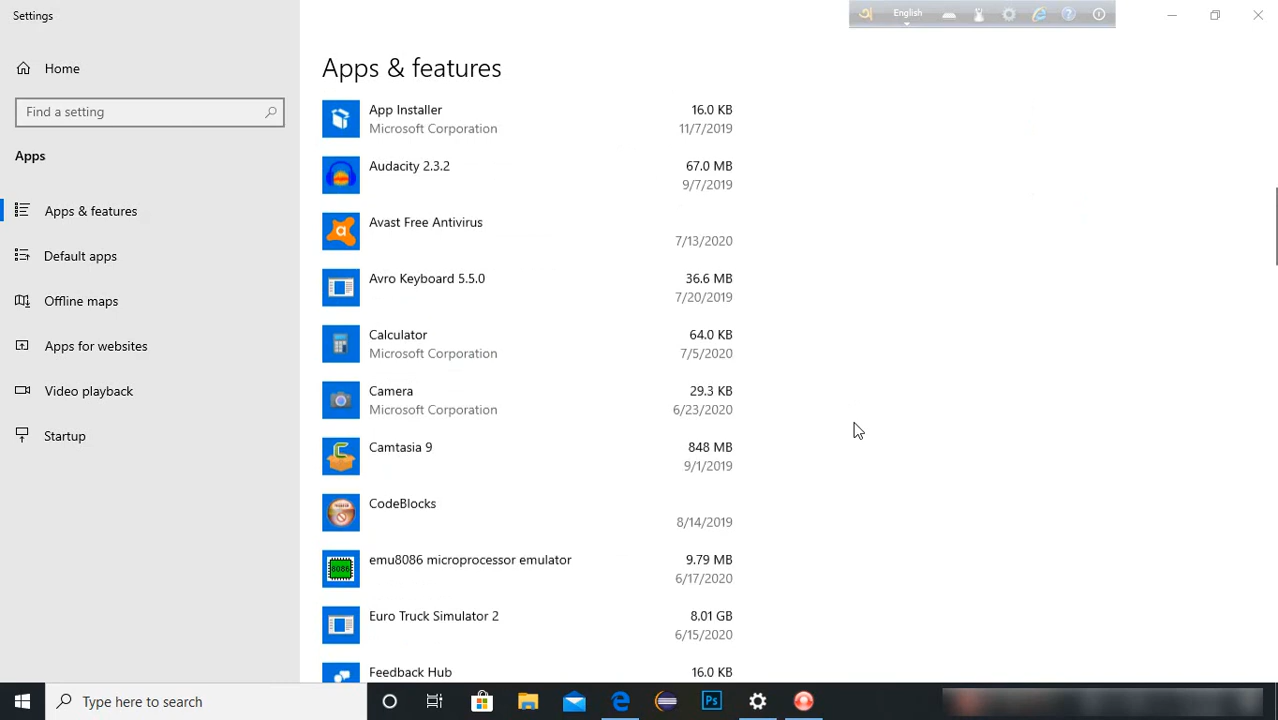 Settings
English
Home
Find a setting
Apps
Apps & features
Default apps
Offline maps
Apps for websites
Video playback
Startup
Apps & features
App Installer 16.0 KB
Microsoft Corporation 11/7/2019
Audacity 2.3.2 67.0 MB
9/7/2019
Avast Free Antivirus
7/13/2020
Avro Keyboard 5.5.0 36.6 MB
7/20/2019
Calculator 64.0 KB
Microsoft Corporation 7/5/2020
Camera 29.3 KB
Microsoft Corporation 6/23/2020
Camtasia 9 848 MB
9/1/2019
CodeBlocks
8/14/2019
emu8086 microprocessor emulator 9.79 MB
8086
6/17/2020
Euro Truck Simulator 2 8.01 GB
6/15/2020
Feedback Hub 16.0 KB
Type here to search
Ps